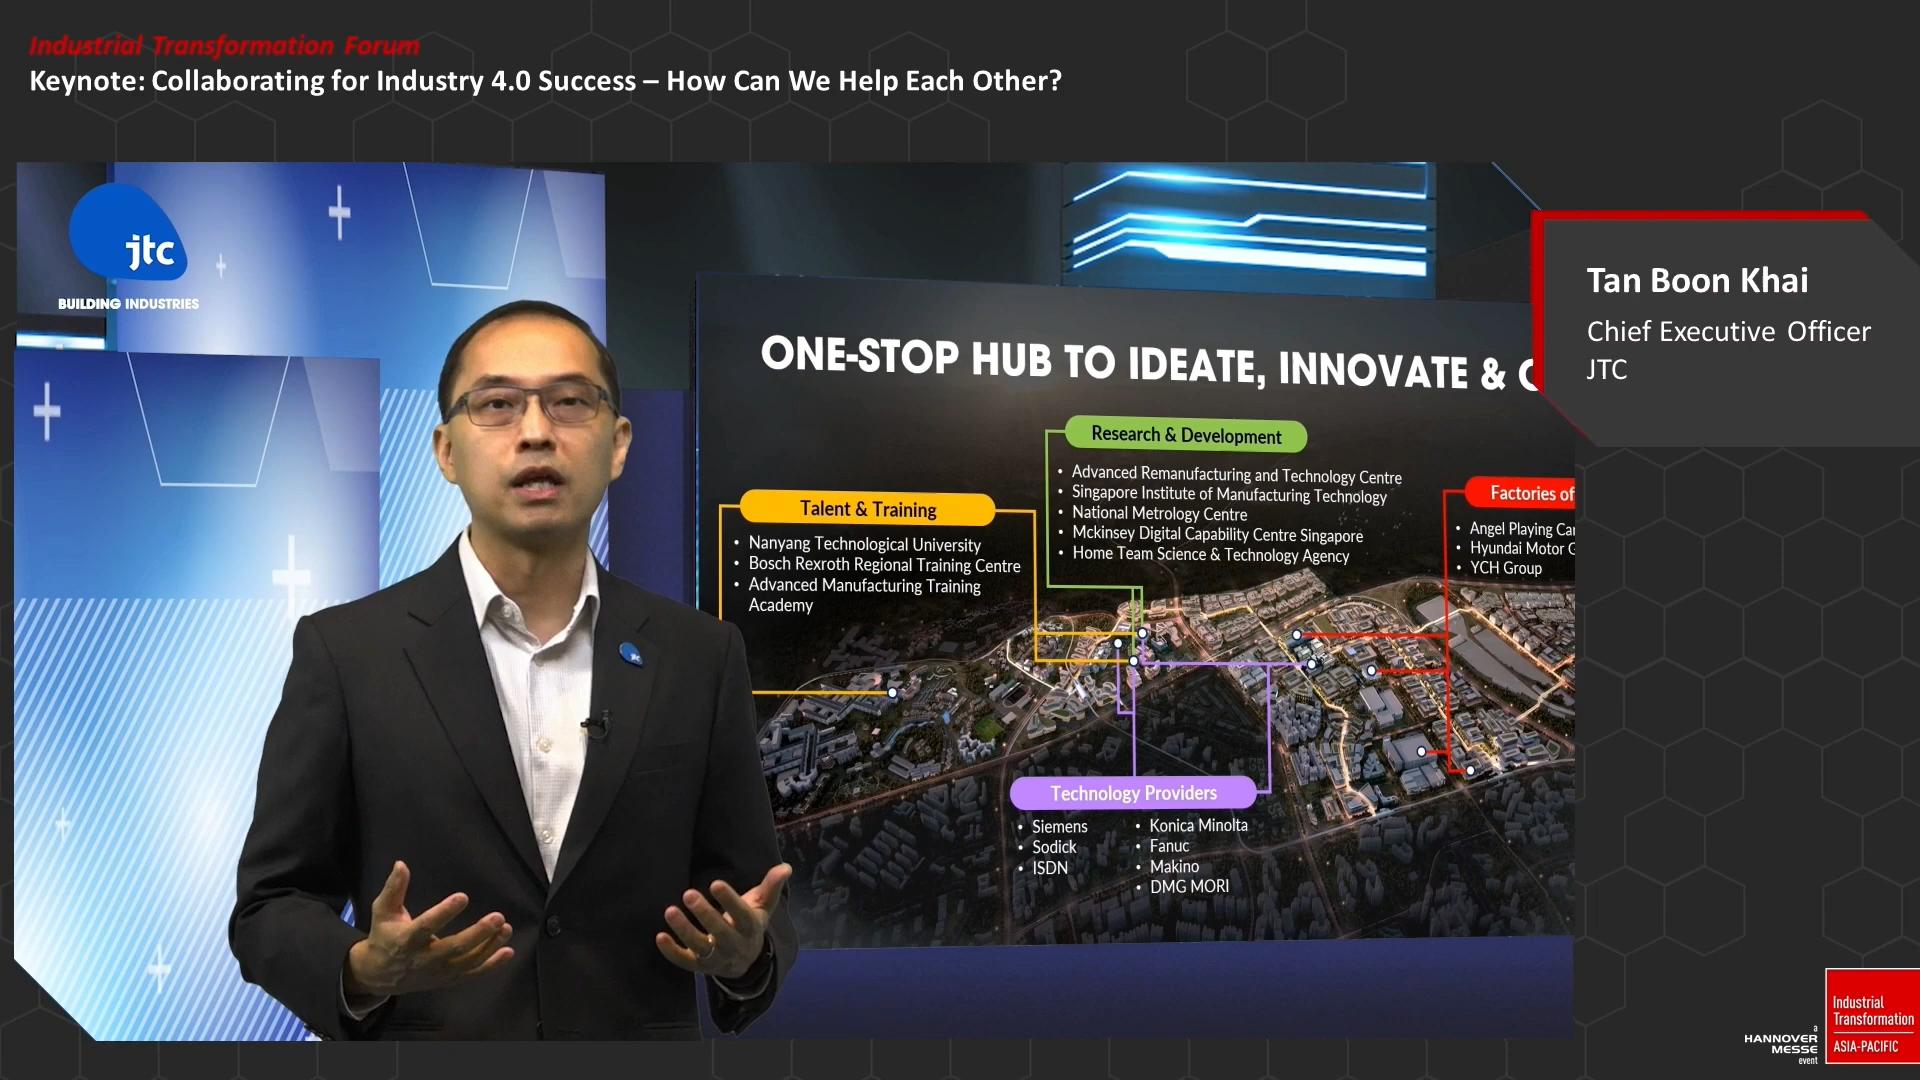 Industrial Transformation Forum
Keynote: Collaborating for Industry 4.0 Success – How Can We Help Each Other?
jtc
BUILDING INDUSTRIES
Tan Boon Khai
Chief Executive Officer
JTC
ONE-STOP HUB TO IDEATE, INNOVATE &
Research & Development
• Advanced Remanufacturing and Technology Centre
• Singapore Institute of Manufacturing Technology
• National Metrology Centre
• Mckinsey Digital Capability Centre Singapore
• Home Team Science & Technology Agency
Talent & Training
• Nanyang Technological University
• Bosch Rexroth Regional Training Centre
• Advanced Manufacturing Training
Academy
Factories of
• Angel Playing
• Hyundai Motor
• YCH Group
Technology Providers
• Siemens
• Sodick
• ISDN
• Konica Minolta
• Fanuc
• Makino
• DMG MORI
jtc
a
HANNOVER
MESSE
event
Industrial
Transformation
ASIA-PACIFIC